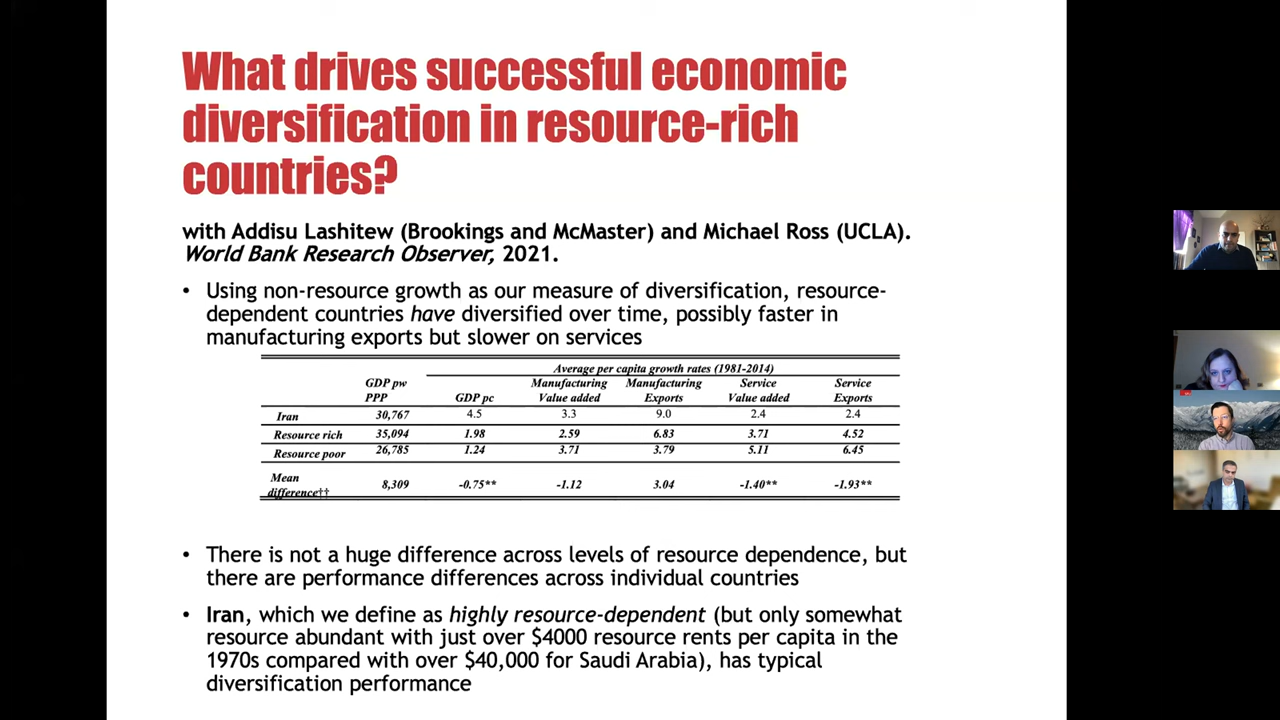 What drives successful economic
diversification in resource-rich
countries?
with Addisu Lashitew (Brookings and McMaster) and Michael Ross (UCLA).
World Bank Research Observer, 2021.
• Using non-resource growth as our measure of diversification, resource-
dependent countries have diversified over time, possibly faster in
manufacturing exports but slower on services
Average per capita growth rates (1981-2014)
GDP pw PPP GDP pc Manufacturing Value added Manufacturing Exports Service Value added Service Exports
Iran 30,767 4.5 3.3 9.0 2.4 2.4
Resource rich 35,094 1.98 2.59 6.83 3.71 4.52
Resource poor 26,785 1.24 3.71 3.79 5.11 6.45
Mean difference†† 8,309 -0.75** -1.12 3.04 -1.40** -1.93**
• There is not a huge difference across levels of resource dependence, but
there are performance differences across individual countries
• Iran, which we define as highly resource-dependent (but only somewhat
resource abundant with just over $4000 resource rents per capita in the
1970s compared with over $40,000 for Saudi Arabia), has typical
diversification performance